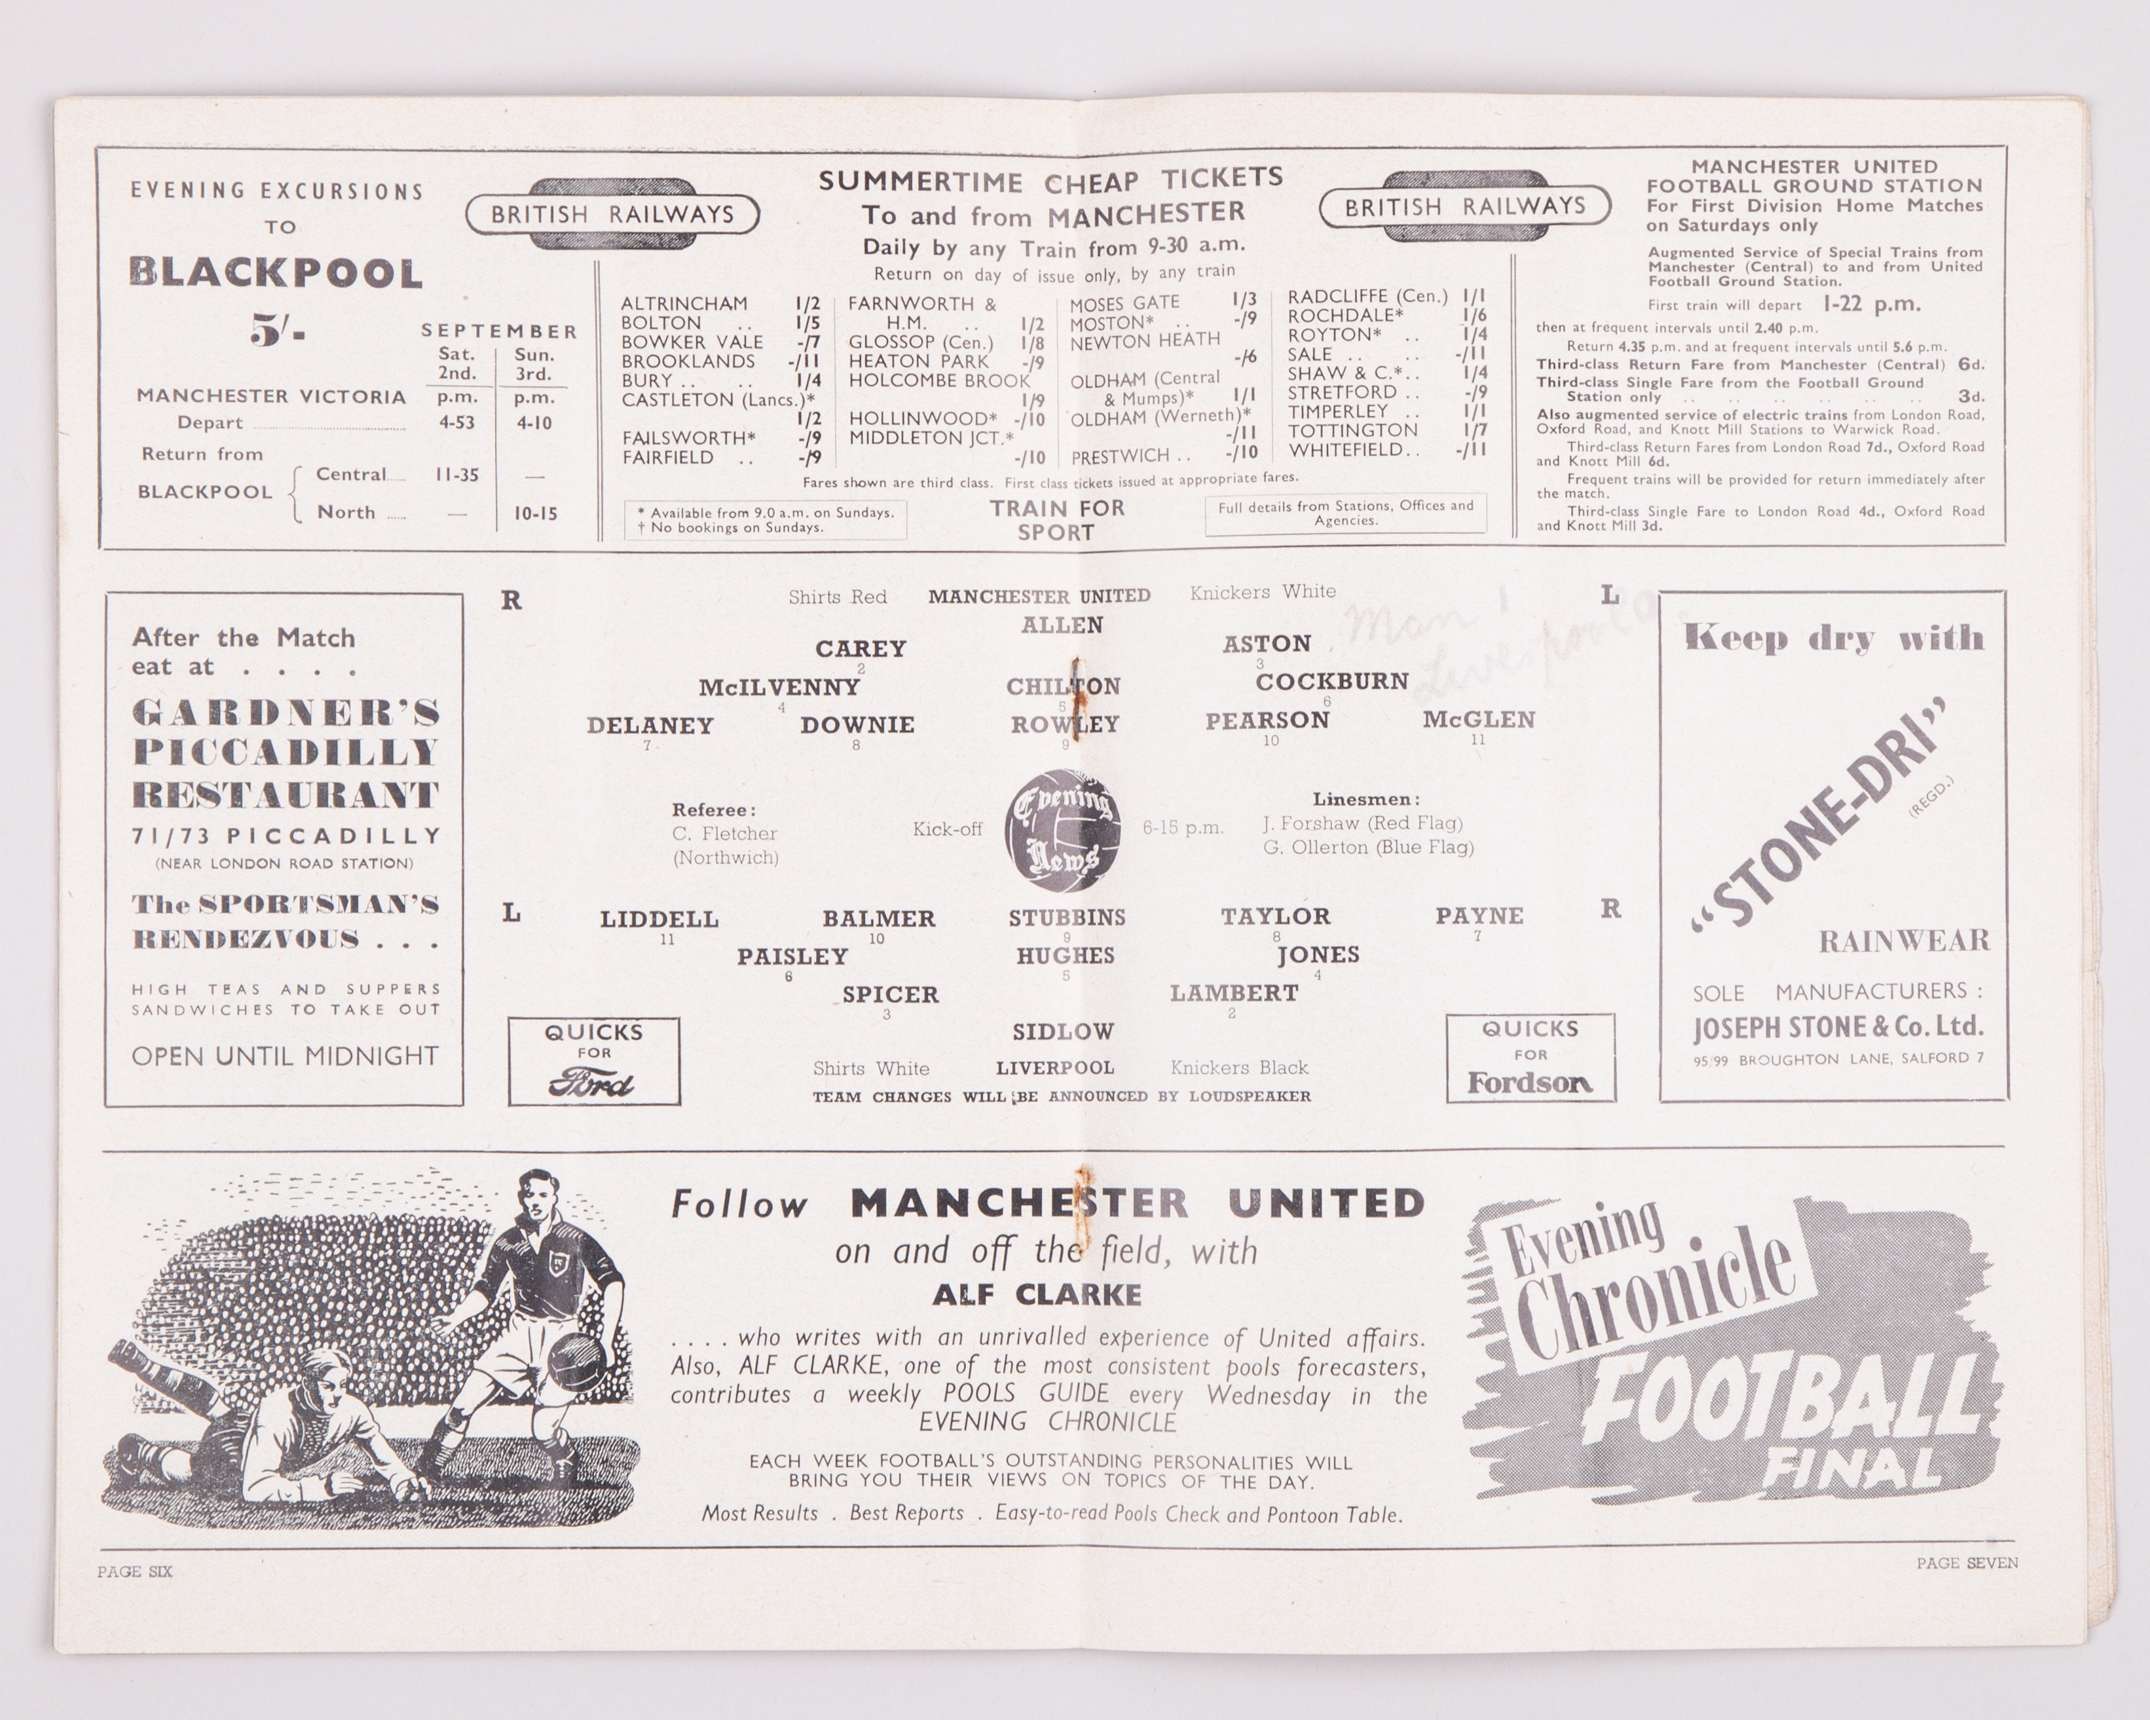 EVENING EXCURSIONS
TO
BLACKPOOL
5/-
SEPTEMBER
Sat. Sun.
2nd. 3rd.
MANCHESTER VICTORIA p.m. p.m.
Depart 4-53 4-10
Return from
BLACKPOOL
Central 11-35 —
North — 10-15
BRITISH RAILWAYS
SUMMERTIME CHEAP TICKETS
To and from MANCHESTER
Daily by any Train from 9-30 a.m.
Return on day of issue only, by any train
BRITISH RAILWAYS
ALTRINCHAM 1/2
BOLTON .. 1/5
BOWKER VALE -/7
BROOKLANDS -/11
BURY .. .. 1/4
CASTLETON (Lancs.)*
1/2
FAILSWORTH* -/9
FAIRFIELD .. -/9
FARNWORTH &
H.M. .. 1/2
GLOSSOP (Cen.) 1/8
HEATON PARK -/9
HOLCOMBE BROOK
1/9
HOLLINWOOD* -/10
MIDDLETON JCT.*
-/10
MOSES GATE 1/3
MOSTON* .. -/9
NEWTON HEATH
-/6
OLDHAM (Central
& Mumps)* 1/1
OLDHAM (Werneth)*
-/11
PRESTWICH .. -/10
RADCLIFFE (Cen.) 1/1
ROCHDALE* 1/6
ROYTON* .. 1/4
SALE .. .. -/11
SHAW & C.*.. 1/4
STRETFORD .. -/9
TIMPERLEY .. 1/1
TOTTINGTON 1/7
WHITEFIELD.. -/11
Fares shown are third class. First class tickets issued at appropriate fares.
* Available from 9.0 a.m. on Sundays.
† No bookings on Sundays.
TRAIN FOR
SPORT
Full details from Stations, Offices and
Agencies.
MANCHESTER UNITED
FOOTBALL GROUND STATION
For First Division Home Matches
on Saturdays only
Augmented Service of Special Trains from
Manchester (Central) to and from United
Football Ground Station.
First train will depart 1-22 p.m.
then at frequent intervals until 2.40 p.m.
Return 4.35 p.m. and at frequent intervals until 5.6 p.m.
Third-class Return Fare from Manchester (Central) 6d.
Third-class Single Fare from the Football Ground
Station only .. .. .. .. .. .. 3d.
Also augmented service of electric trains from London Road,
Oxford Road, and Knott Mill Stations to Warwick Road.
Third-class Return Fares from London Road 7d., Oxford Road
and Knott Mill 6d.
Frequent trains will be provided for return immediately after
the match.
Third-class Single Fare to London Road 4d., Oxford Road
and Knott Mill 3d.
After the Match
eat at . . . .
GARDNER'S
PICCADILLY
RESTAURANT
71/73 PICCADILLY
(NEAR LONDON ROAD STATION)
The SPORTSMAN'S
RENDEZVOUS . . .
HIGH TEAS AND SUPPERS
SANDWICHES TO TAKE OUT
OPEN UNTIL MIDNIGHT
R Shirts Red MANCHESTER UNITED Knickers White L
Man 1
Liverpool 0
ALLEN
CAREY ASTON
2 3
McILVENNY CHILTON COCKBURN
4 5 6
DELANEY DOWNIE ROWLEY PEARSON McGLEN
7 8 9 10 11
Referee:
C. Fletcher
(Northwich)
Kick-off
Evening
News
6-15 p.m.
Linesmen:
J. Forshaw (Red Flag)
G. Ollerton (Blue Flag)
L LIDDELL BALMER STUBBINS TAYLOR PAYNE R
11 10 9 8 7
PAISLEY HUGHES JONES
6 5 4
SPICER LAMBERT
3 2
SIDLOW
Shirts White LIVERPOOL Knickers Black
TEAM CHANGES WILL BE ANNOUNCED BY LOUDSPEAKER
QUICKS
FOR
Ford
QUICKS
FOR
Fordson
Keep dry with
"STONE-DRI"
(REGD.)
RAINWEAR
SOLE MANUFACTURERS :
JOSEPH STONE & Co. Ltd.
95/99 BROUGHTON LANE, SALFORD 7
Follow MANCHESTER UNITED
on and off the field, with
ALF CLARKE
. . . . who writes with an unrivalled experience of United affairs.
Also, ALF CLARKE, one of the most consistent pools forecasters,
contributes a weekly POOLS GUIDE every Wednesday in the
EVENING CHRONICLE
EACH WEEK FOOTBALL'S OUTSTANDING PERSONALITIES WILL
BRING YOU THEIR VIEWS ON TOPICS OF THE DAY.
Most Results . Best Reports . Easy-to-read Pools Check and Pontoon Table.
Evening
Chronicle
FOOTBALL
FINAL
PAGE SIX
PAGE SEVEN